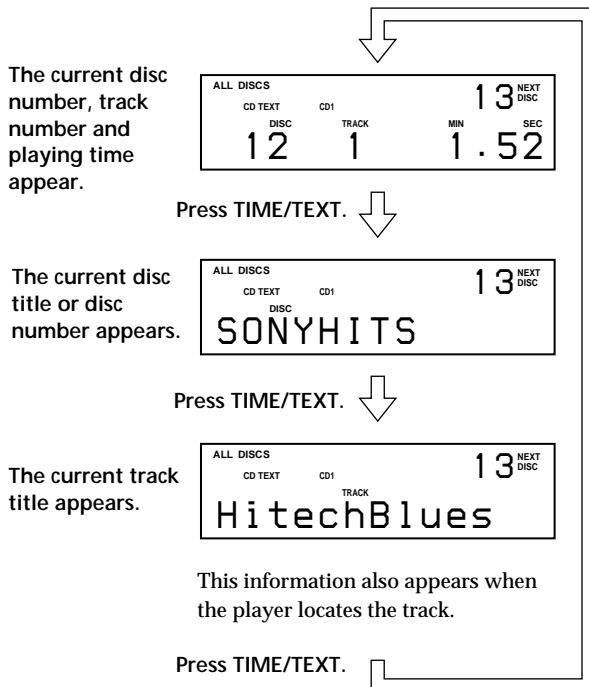 The current disc
number, track
number and
playing time
appear.
ALL DISCS
CD TEXT CD1
13 NEXT DISC
DISC TRACK MIN SEC
12 1 1.52
Press TIME/TEXT.
The current disc
title or disc
number appears.
ALL DISCS
CD TEXT CD1
13 NEXT DISC
DISC
SONYHITS
Press TIME/TEXT.
The current track
title appears.
ALL DISCS
CD TEXT CD1
13 NEXT DISC
TRACK
HitechBlues
This information also appears when
the player locates the track.
Press TIME/TEXT.